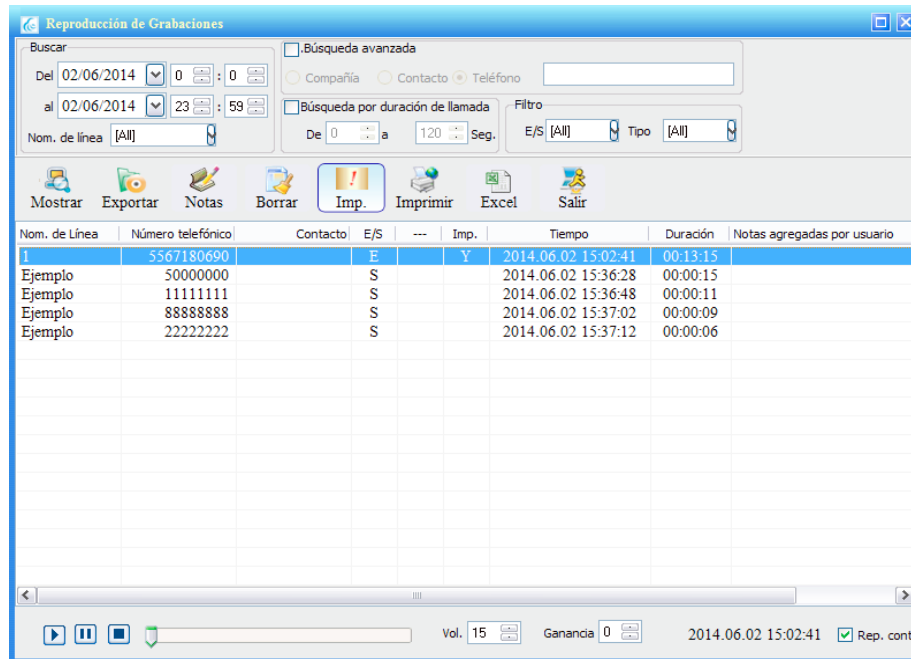 Reproducción de Grabaciones
Buscar
Del 02/06/2014 0 : 0
al 02/06/2014 23 : 59
Nom. de línea [All]
.Búsqueda avanzada
Compañía Contacto Teléfono
Búsqueda por duración de llamada
De 0 a 120 Seg.
Filtro
E/S [All] Tipo [All]
Mostrar Exportar Notas Borrar Imp. Imprimir Excel Salir
Nom. de Línea Número telefónico Contacto E/S --- Imp. Tiempo Duración Notas agregadas por usuario
1 5567180690 E Y 2014.06.02 15:02:41 00:13:15
Ejemplo 50000000 S 2014.06.02 15:36:28 00:00:15
Ejemplo 11111111 S 2014.06.02 15:36:48 00:00:11
Ejemplo 88888888 S 2014.06.02 15:37:02 00:00:09
Ejemplo 22222222 S 2014.06.02 15:37:12 00:00:06
Vol. 15 Ganancia 0 2014.06.02 15:02:41 Rep. cont